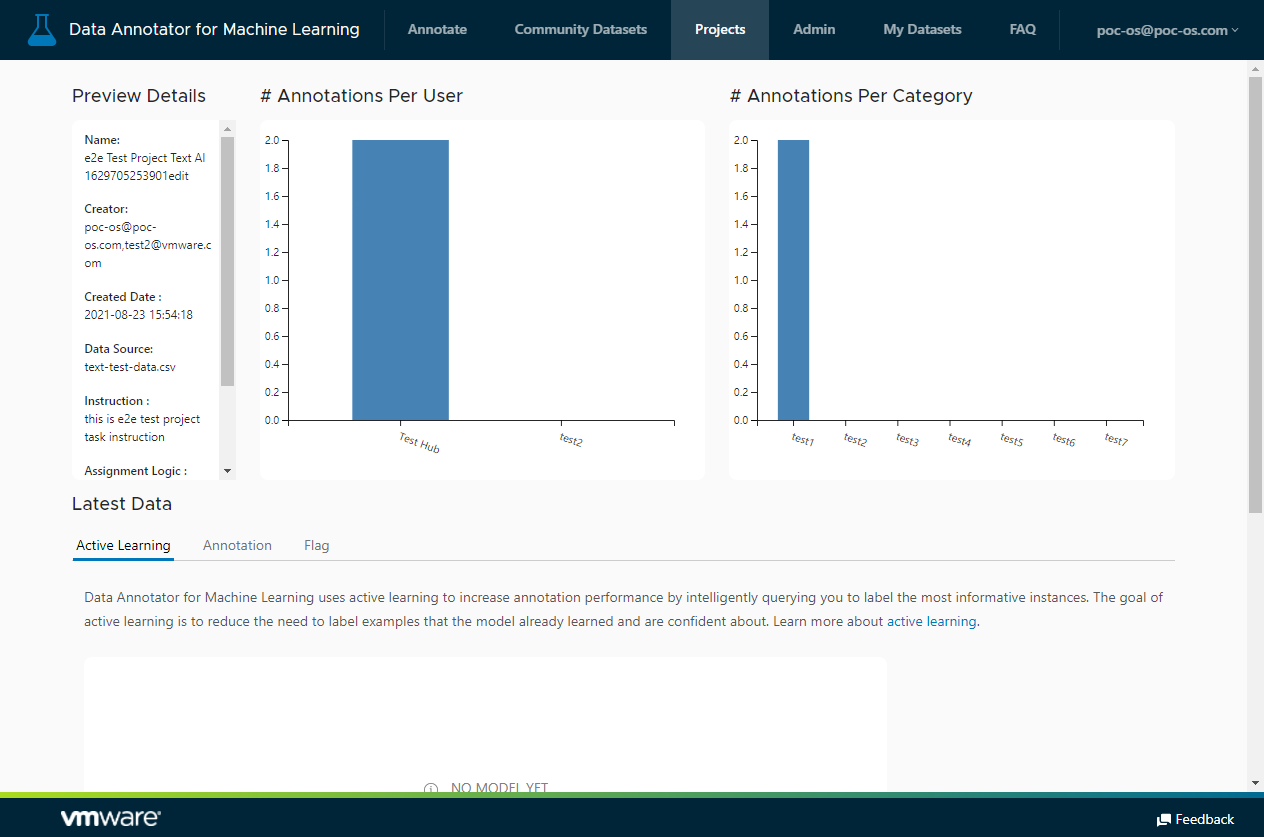 Data Annotator for Machine Learning
Annotate
Community Datasets
Projects
Admin
My Datasets
FAQ
poc-os@poc-os.com
Preview Details
Name:
e2e Test Project Text Al
1629705253901edit
Creator:
poc-os@poc-
os.com,test2@vmware.c
om
Created Date :
2021-08-23 15:54:18
Data Source:
text-test-data.csv
Instruction :
this is e2e test project
task instruction
Assignment Logic :
# Annotations Per User
2.0
1.8
1.6
1.4
1.2
1.0
0.8
0.6
0.4
0.2
0.0
Test Hub
test2
# Annotations Per Category
2.0
1.8
1.6
1.4
1.2
1.0
0.8
0.6
0.4
0.2
0.0
test1
test2
test3
test4
test5
test6
test7
Latest Data
Active Learning
Annotation
Flag
Data Annotator for Machine Learning uses active learning to increase annotation performance by intelligently querying you to label the most informative instances. The goal of
active learning is to reduce the need to label examples that the model already learned and are confident about. Learn more about active learning.
NO MODEL YET
vmware
Feedback